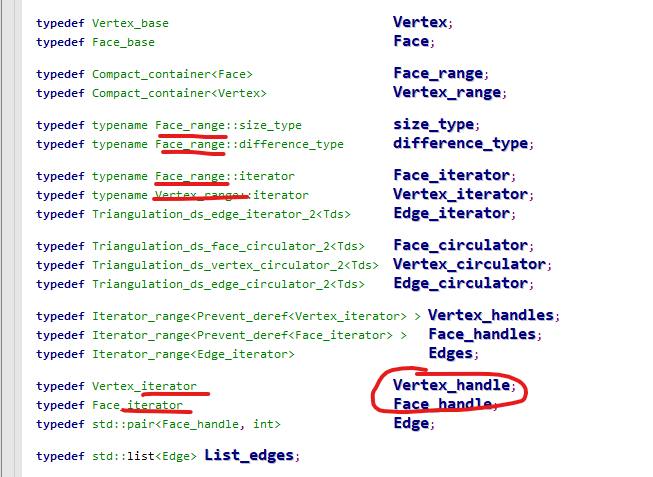 typedef Vertex_base Vertex;
typedef Face_base Face;
typedef Compact_container<Face> Face_range;
typedef Compact_container<Vertex> Vertex_range;
typedef typename Face_range::size_type size_type;
typedef typename Face_range::difference_type difference_type;
typedef typename Face_range::iterator Face_iterator;
typedef typename Vertex_range::iterator Vertex_iterator;
typedef Triangulation_ds_edge_iterator_2<Tds> Edge_iterator;
typedef Triangulation_ds_face_circulator_2<Tds> Face_circulator;
typedef Triangulation_ds_vertex_circulator_2<Tds> Vertex_circulator;
typedef Triangulation_ds_edge_circulator_2<Tds> Edge_circulator;
typedef Iterator_range<Prevent_deref<Vertex_iterator> > Vertex_handles;
typedef Iterator_range<Prevent_deref<Face_iterator> > Face_handles;
typedef Iterator_range<Edge_iterator> Edges;
typedef Vertex_iterator Vertex_handle;
typedef Face_iterator Face_handle;
typedef std::pair<Face_handle, int> Edge;
typedef std::list<Edge> List_edges;